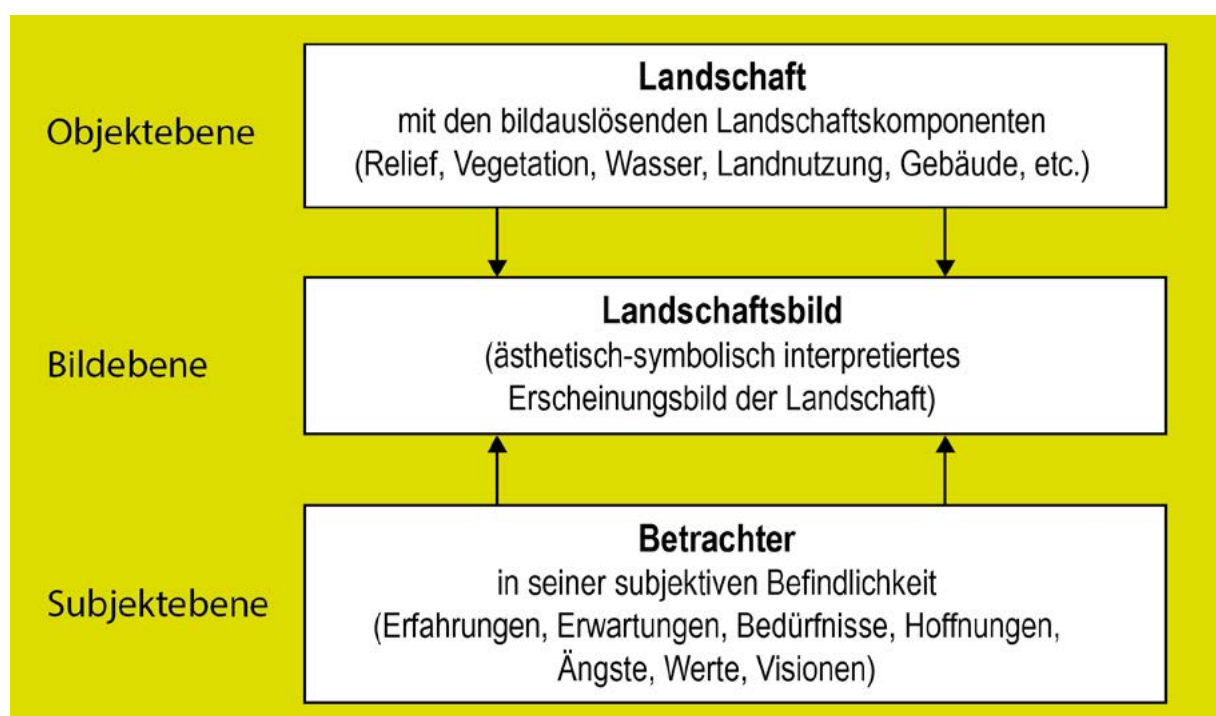 Objektebene
Landschaft
mit den bildauslösenden Landschaftskomponenten
(Relief, Vegetation, Wasser, Landnutzung, Gebäude, etc.)
Bildebene
Landschaftsbild
(ästhetisch-symbolisch interpretiertes
Erscheinungsbild der Landschaft)
Subjektebene
Betrachter
in seiner subjektiven Befindlichkeit
(Erfahrungen, Erwartungen, Bedürfnisse, Hoffnungen,
Ängste, Werte, Visionen)